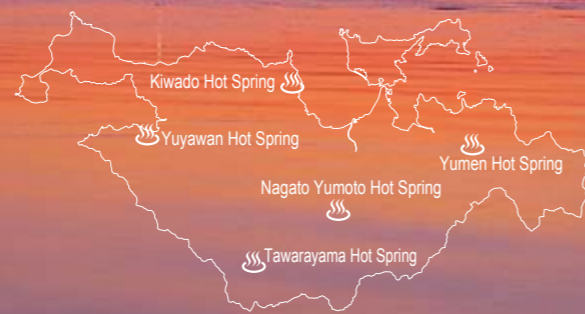 Kiwado Hot Spring
Yuyawan Hot Spring
Yumen Hot Spring
Nagato Yumoto Hot Spring
Tawarayama Hot Spring